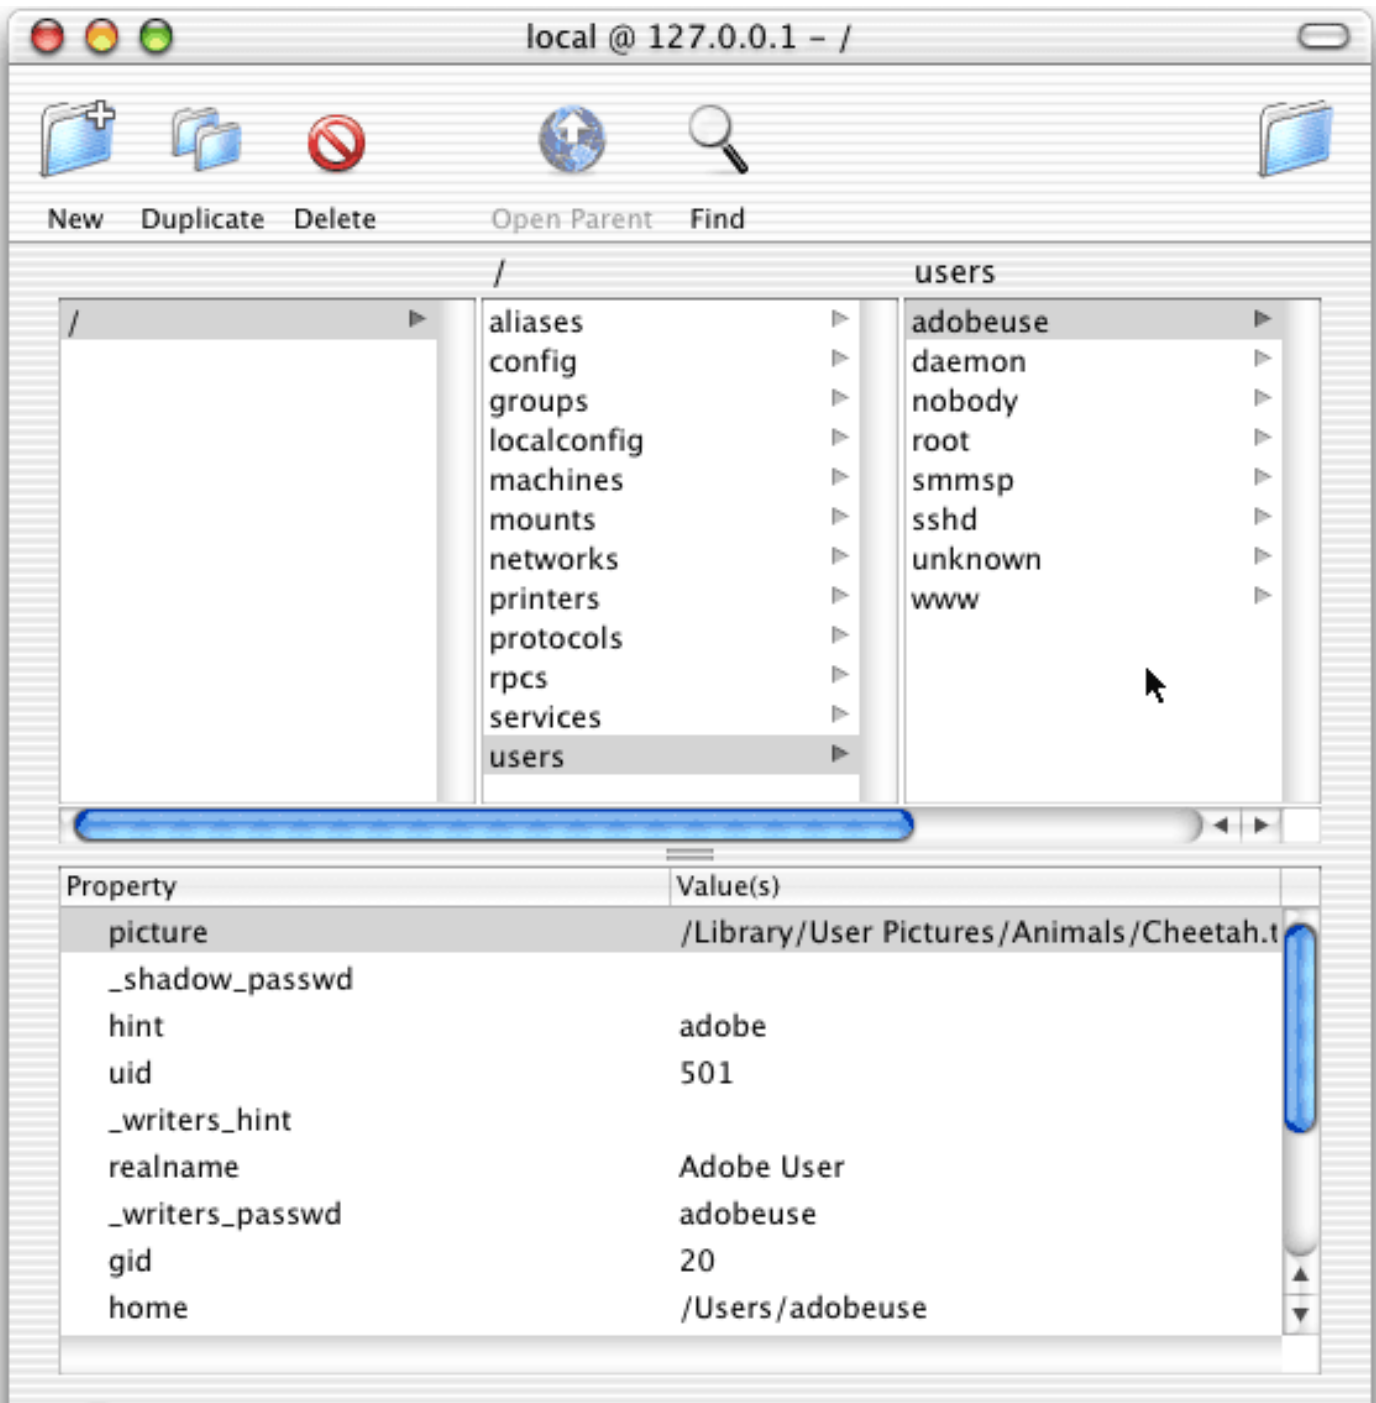 local @ 127.0.0.1 – /
New Duplicate Delete Open Parent Find
/ users
/
aliases
config
groups
localconfig
machines
mounts
networks
printers
protocols
rpcs
services
users
adobeuse
daemon
nobody
root
smmsp
sshd
unknown
www
Property Value(s)
picture /Library/User Pictures/Animals/Cheetah.t
_shadow_passwd
hint adobe
uid 501
_writers_hint
realname Adobe User
_writers_passwd adobeuse
gid 20
home /Users/adobeuse